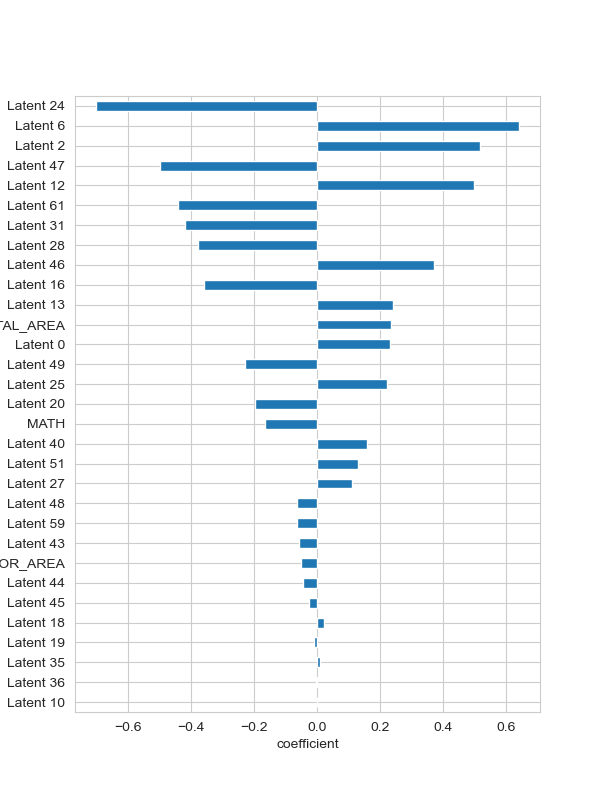 Latent 24
Latent 6
Latent 2
Latent 47
Latent 12
Latent 61
Latent 31
Latent 28
Latent 46
Latent 16
Latent 13
TAL_AREA
Latent 0
Latent 49
Latent 25
Latent 20
MATH
Latent 40
Latent 51
Latent 27
Latent 48
Latent 59
Latent 43
OR_AREA
Latent 44
Latent 45
Latent 18
Latent 19
Latent 35
Latent 36
Latent 10
−0.6 −0.4 −0.2 0.0 0.2 0.4 0.6
coefficient